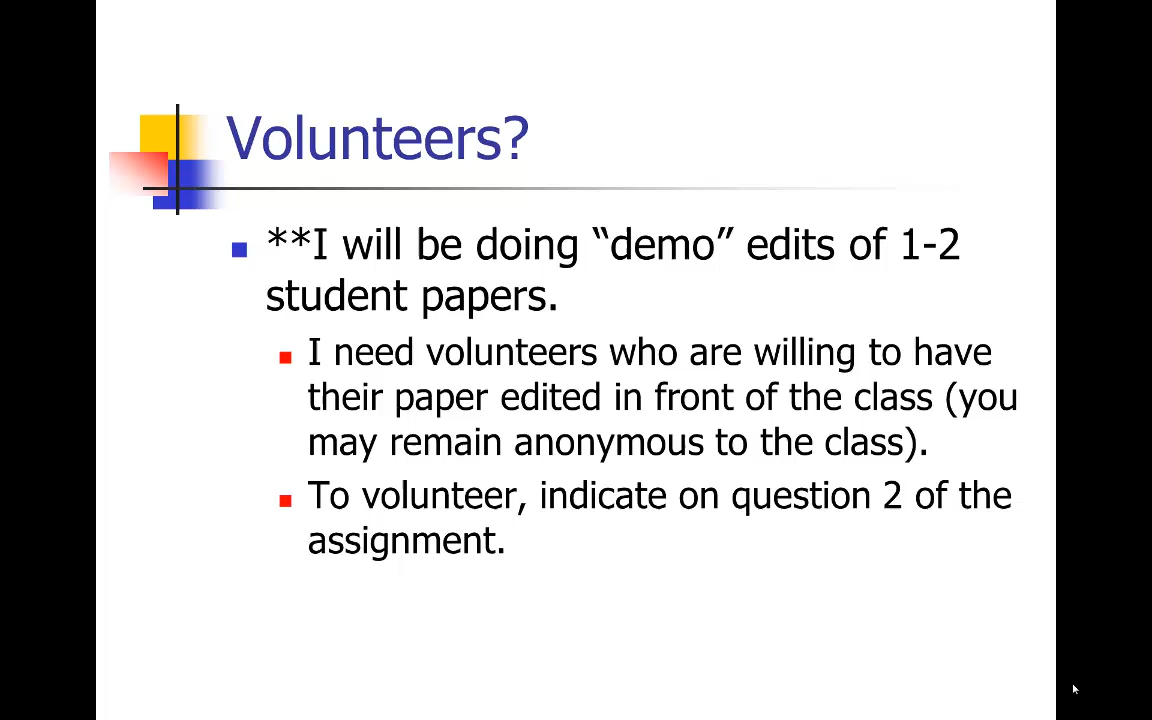 Volunteers?
**I will be doing “demo” edits of 1-2
student papers.
I need volunteers who are willing to have
their paper edited in front of the class (you
may remain anonymous to the class).
To volunteer, indicate on question 2 of the
assignment.